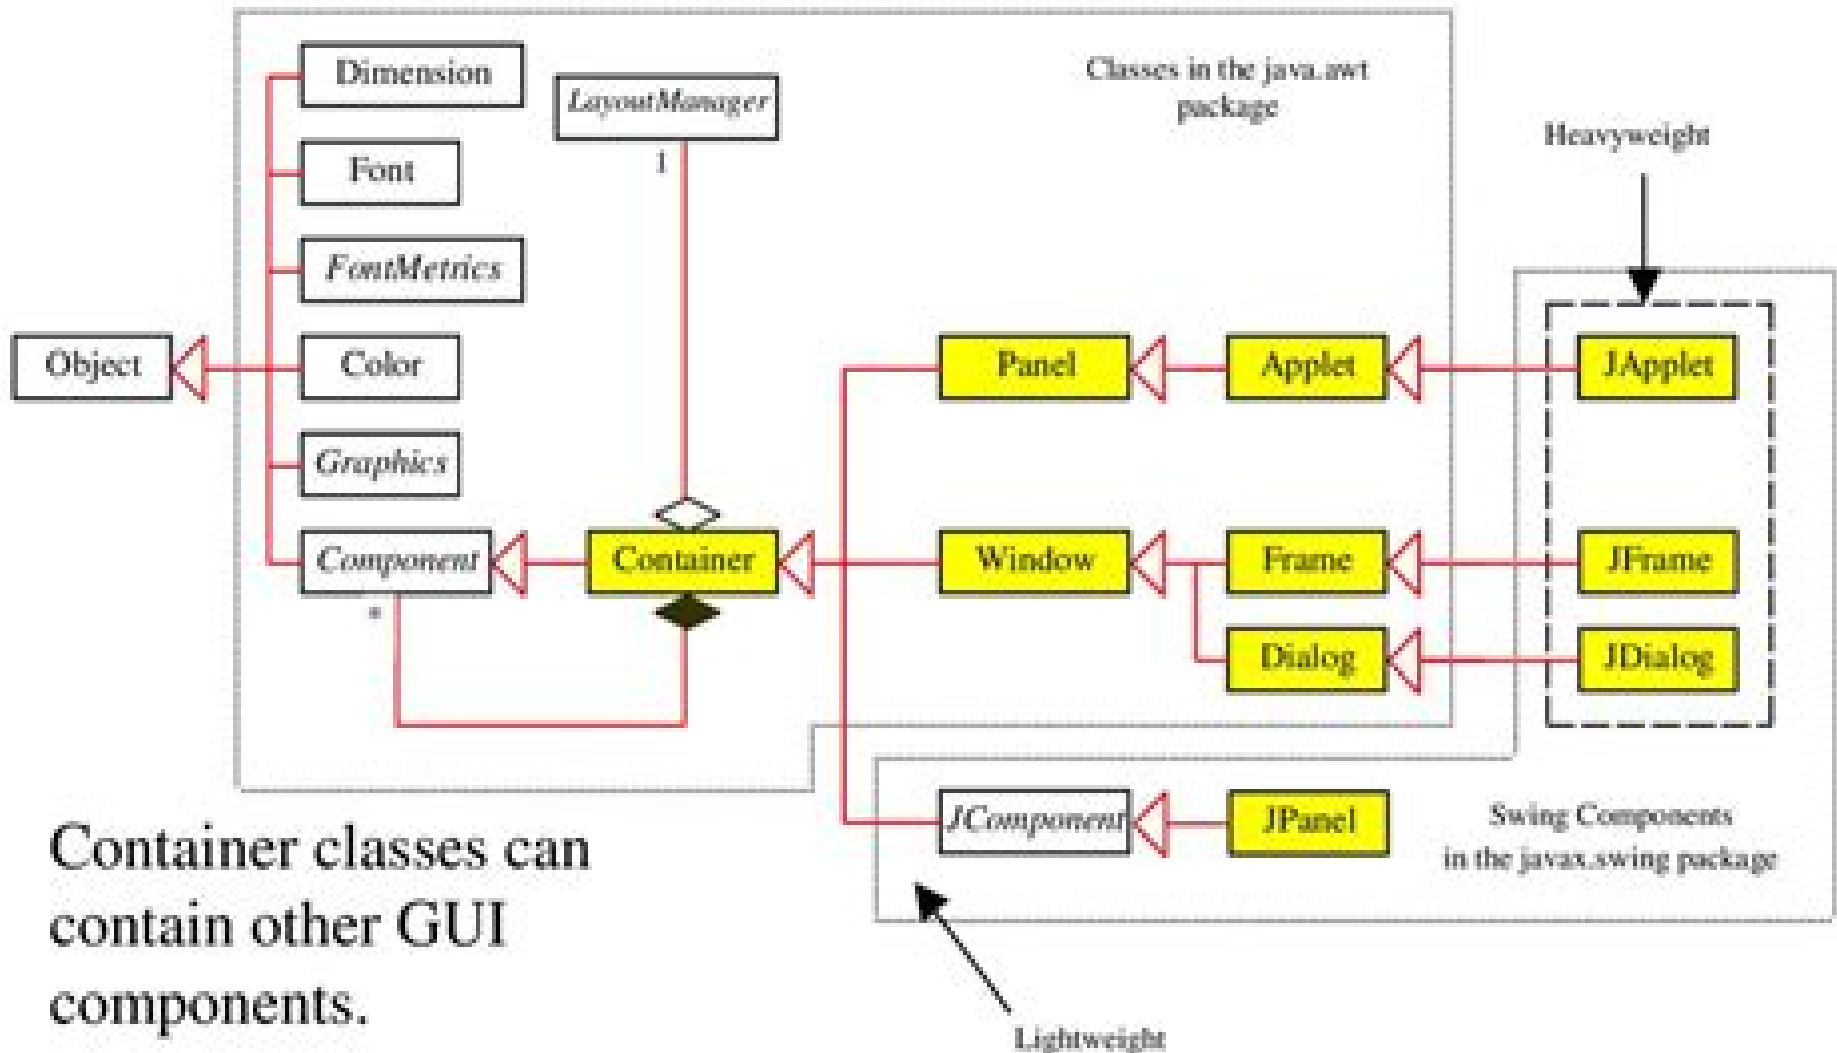 Dimension
LayoutManager
Classes in the java.awt
package
Heavyweight
Font
1
FontMetrics
Object
Color
Panel
Applet
JApplet
Graphics
Component
Container
Window
Frame
JFrame
*
Dialog
JDialog
JComponent
JPanel
Swing Components
in the javax.swing package
Container classes can
contain other GUI
components.
Lightweight